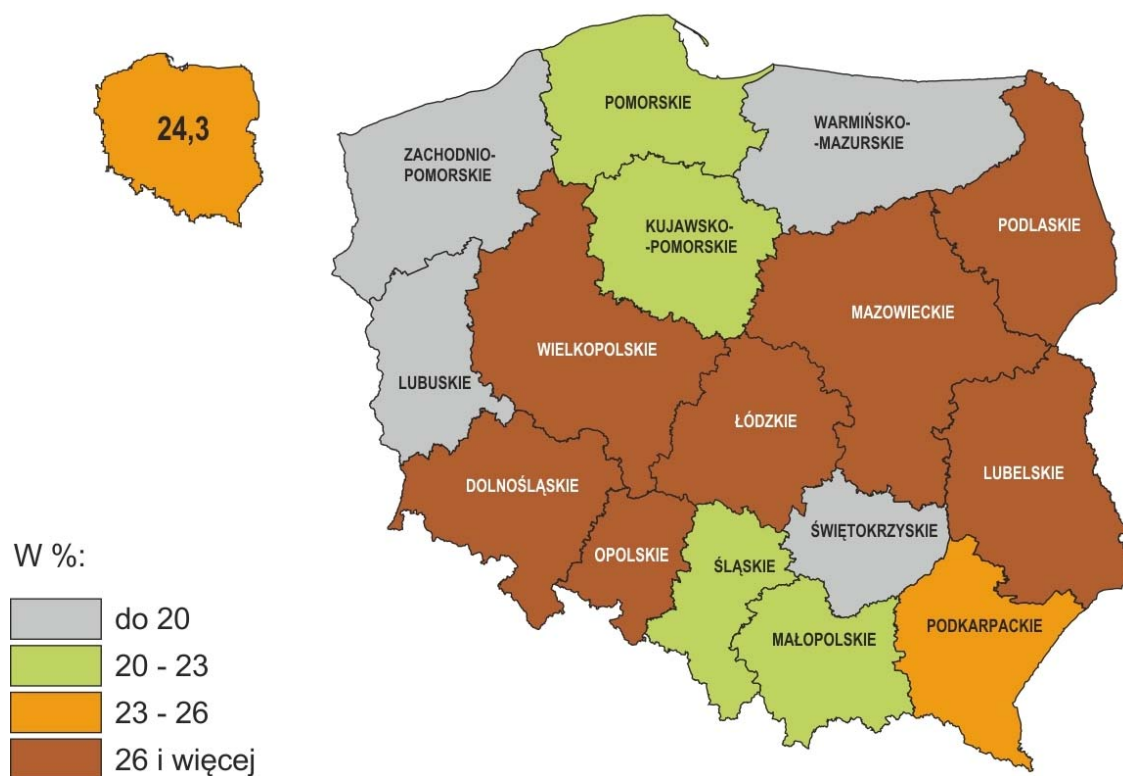 24,3
POMORSKIE
ZACHODNIO-
POMORSKIE
WARMIŃSKO-
-MAZURSKIE
KUJAWSKO-
-POMORSKIE
PODLASKIE
MAZOWIECKIE
WIELKOPOLSKIE
LUBUSKIE
ŁÓDZKIE
LUBELSKIE
DOLNOŚLĄSKIE
ŚWIĘTOKRZYSKIE
OPOLSKIE
ŚLĄSKIE
PODKARPACKIE
MAŁOPOLSKIE
W %:
do 20
20 - 23
23 - 26
26 i więcej